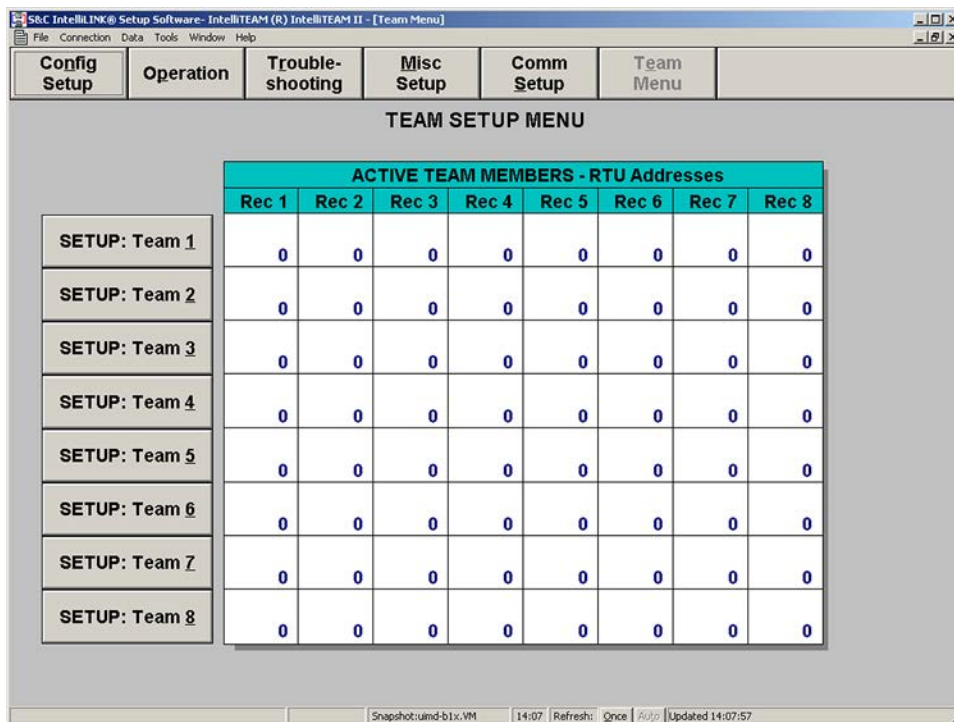 S&C IntelliLINK® Setup Software- IntelliTEAM (R) IntelliTEAM II - [Team Menu]
File Connection Data Tools Window Help
Config Setup Operation Trouble-shooting Misc Setup Comm Setup Team Menu
TEAM SETUP MENU
ACTIVE TEAM MEMBERS - RTU Addresses
Rec 1 Rec 2 Rec 3 Rec 4 Rec 5 Rec 6 Rec 7 Rec 8
SETUP: Team 1 0 0 0 0 0 0 0 0
SETUP: Team 2 0 0 0 0 0 0 0 0
SETUP: Team 3 0 0 0 0 0 0 0 0
SETUP: Team 4 0 0 0 0 0 0 0 0
SETUP: Team 5 0 0 0 0 0 0 0 0
SETUP: Team 6 0 0 0 0 0 0 0 0
SETUP: Team 7 0 0 0 0 0 0 0 0
SETUP: Team 8 0 0 0 0 0 0 0 0
Snapshot:uimd-b1x.VM 14:07 Refresh: Once Auto Updated 14:07:57